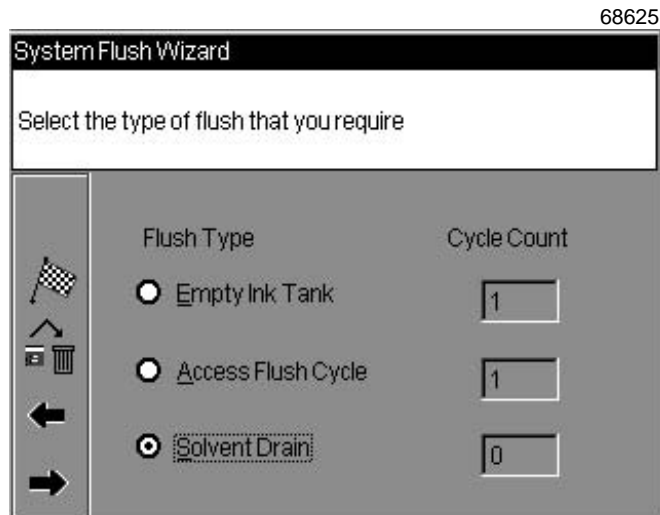 68625
System Flush Wizard
Select the type of flush that you require
Flush Type Cycle Count
Empty Ink Tank 1
Access Flush Cycle 1
Solvent Drain 0